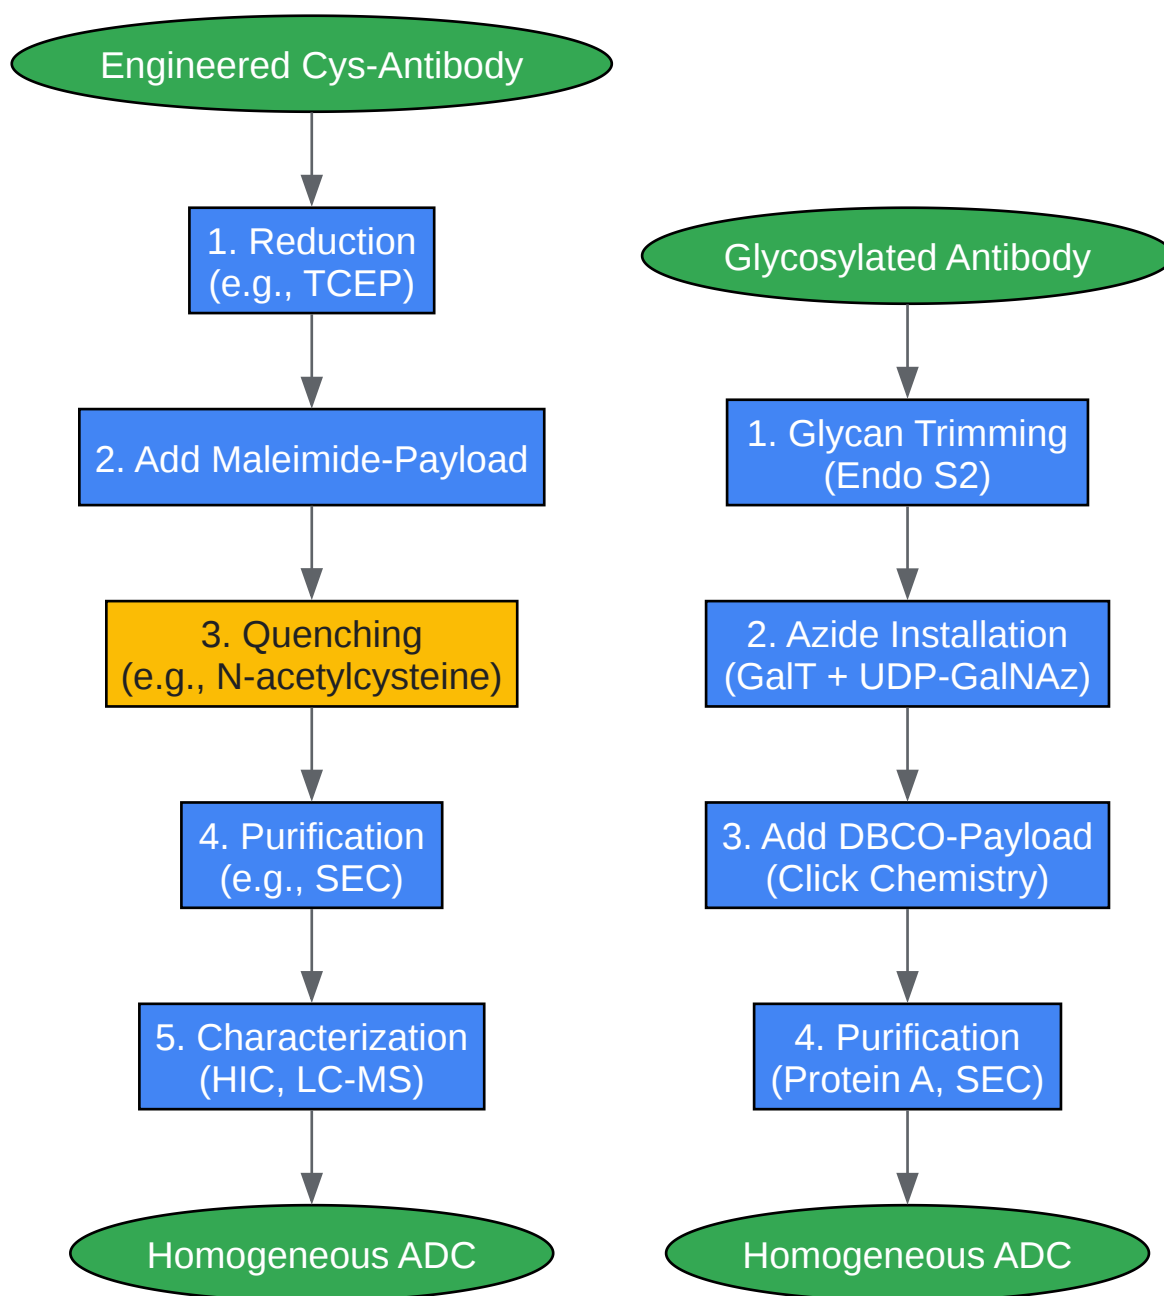 Engineered Cys-Antibody
1. Reduction
(e.g., TCEP)
2. Add Maleimide-Payload
3. Quenching
(e.g., N-acetylcysteine)
4. Purification
(e.g., SEC)
5. Characterization
(HIC, LC-MS)
Homogeneous ADC
Glycosylated Antibody
1. Glycan Trimming
(Endo S2)
2. Azide Installation
(GalT + UDP-GalNAz)
3. Add DBCO-Payload
(Click Chemistry)
4. Purification
(Protein A, SEC)
Homogeneous ADC